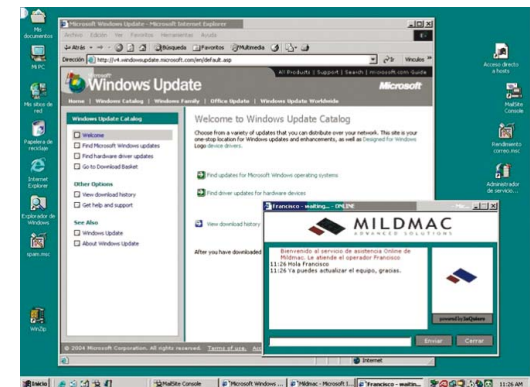 Mis
documentos
Mi PC
Mis sitios de
red
Papelera de
reciclaje
Internet
Explorer
Explorador de
Windows
spam.msc
WinZip
Acceso directo
a hosts
MailSite
Console
Rendimiento
correo.msc
Administrador
de servicio...
Microsoft Windows Update - Microsoft Internet Explorer
Archivo Edición Ver Favoritos Herramientas Ayuda
Atrás Búsqueda Favoritos Multimedia
Dirección http://v4.windowsupdate.microsoft.com/en/default.asp Ir Vínculos
All Products | Support | Search | microsoft.com Guide
Microsoft
Windows Update
Microsoft
Home | Windows Catalog | Windows Family | Office Update | Windows Update Worldwide
Windows Update Catalog
Welcome
Find Microsoft Windows updates
Find hardware driver updates
Go to Download Basket
Other Options
View download history
Get help and support
See Also
Windows Update
About Windows Update
Welcome to Windows Update Catalog
Choose from a variety of updates that you can distribute over your network. This site is your
one-stop location for Windows updates and enhancements, as well as Designed for Windows
Logo device drivers.
Find updates for Microsoft Windows operating systems
Find driver updates for hardware devices
View download history
After you have downloaded
© 2004 Microsoft Corporation. All rights reserved. Terms of use.
Internet
Francisco - waiting... - ONLINE
MILDMAC
ADVANCED SOLUTIONS
Bienvenido al servicio de asistencia Online de
Mildmac. Le atiende el operador Francisco
11:26 Hola Francisco
11:26 Ya puedes actualizar el equipo, gracias.
Enviar Cerrar
Inicio
MailSite Console
Microsoft Windows ...
Mildmac - Microsoft I...
Francisco - waitin...
11:26 AM